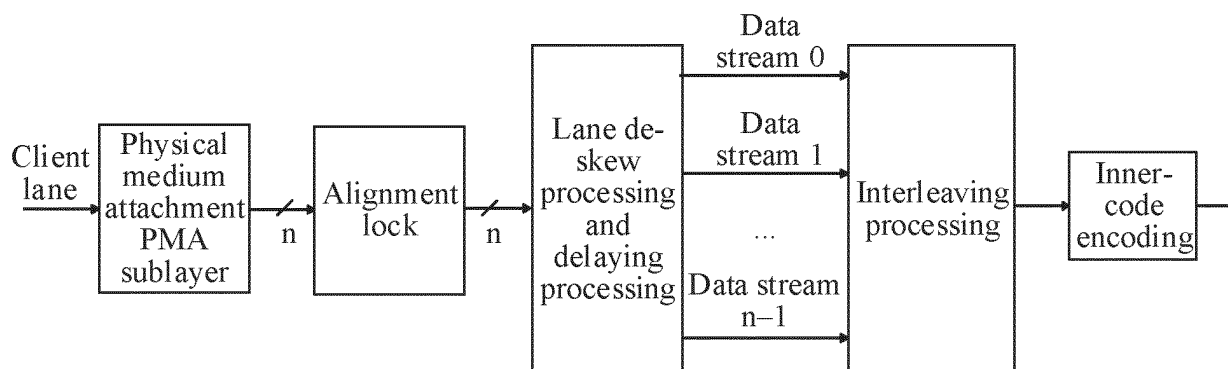 Client
lane
Physical
medium
attachment
PMA
sublayer
n
Alignment
lock
n
Lane de-
skew
processing
and
delaying
processing
Data
stream 0
Data
stream 1
...
Data stream
n–1
Interleaving
processing
Inner-
code
encoding